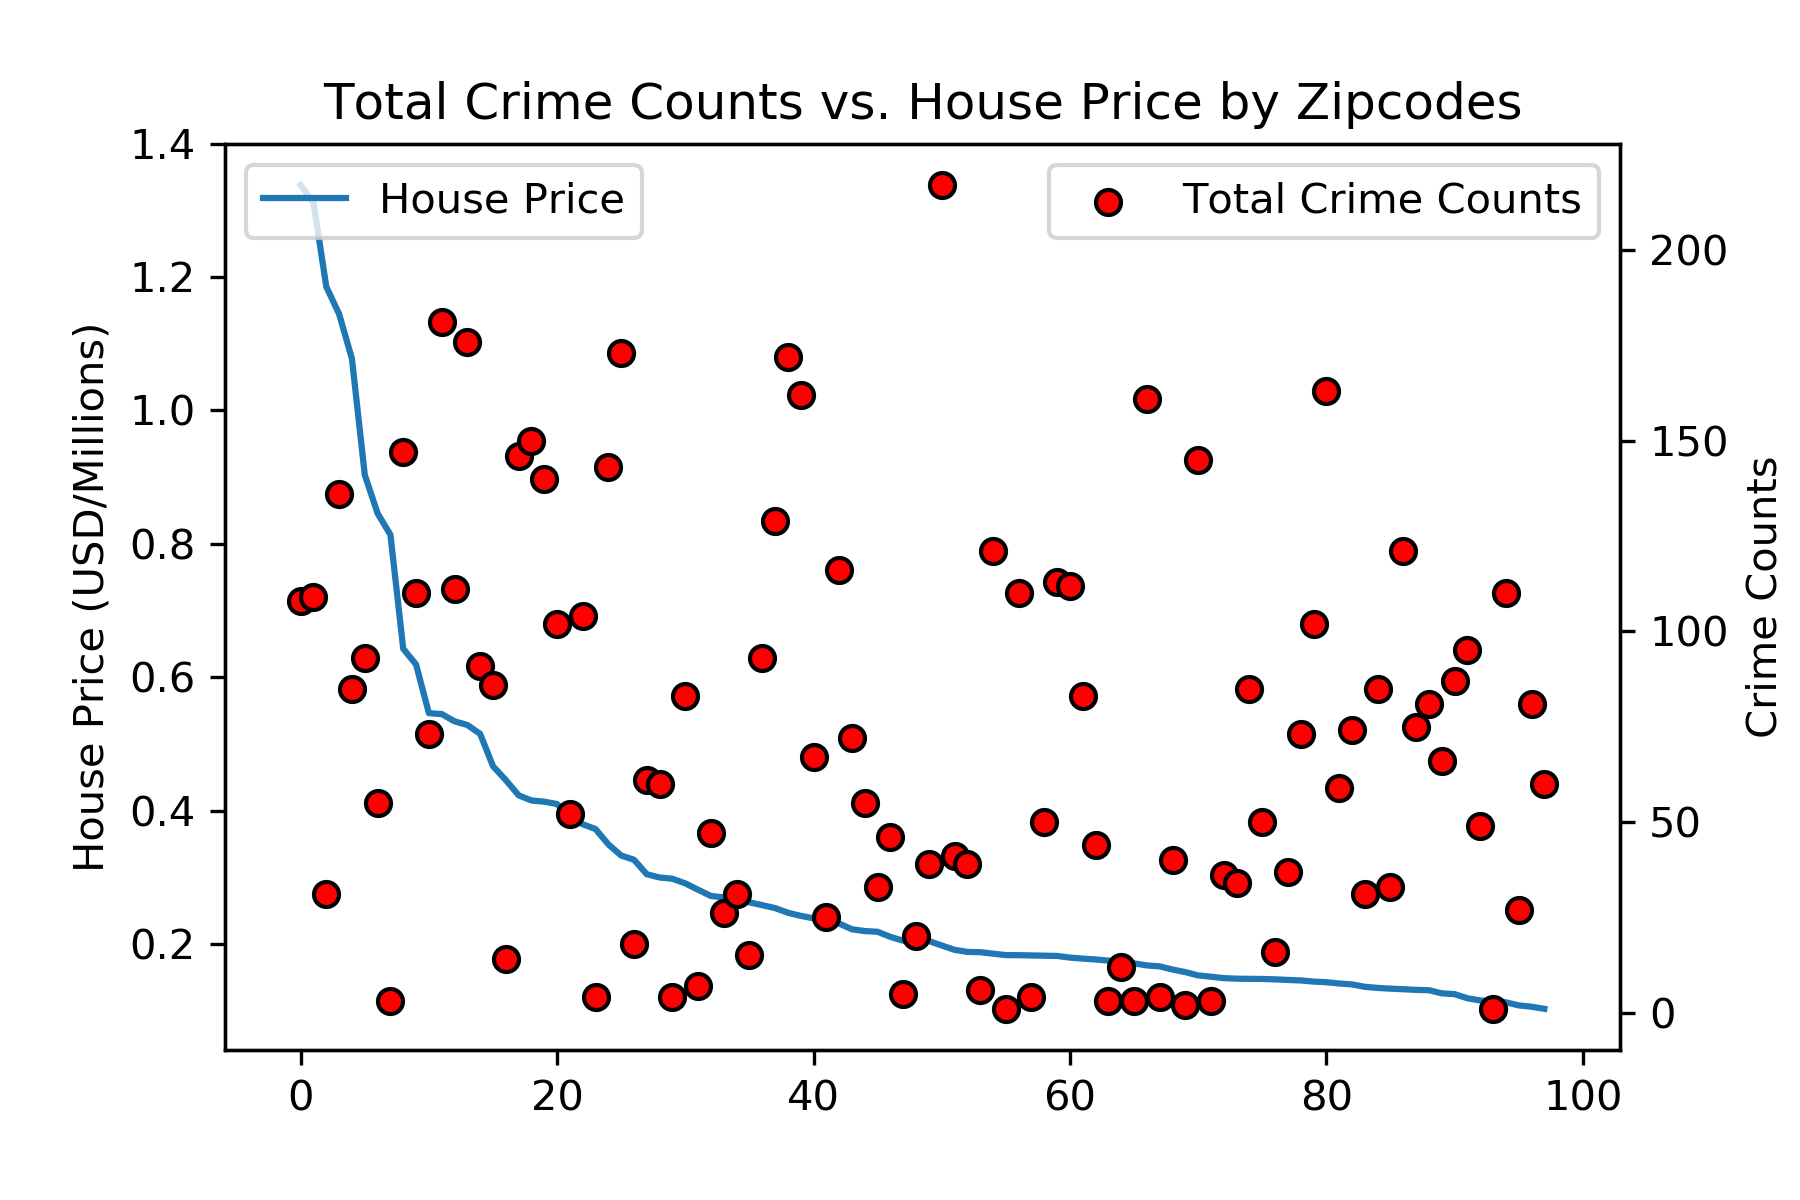 Total Crime Counts vs. House Price by Zipcodes
House Price
Total Crime Counts
House Price (USD/Millions)
1.4
1.2
1.0
0.8
0.6
0.4
0.2
Crime Counts
200
150
100
50
0
0 20 40 60 80 100